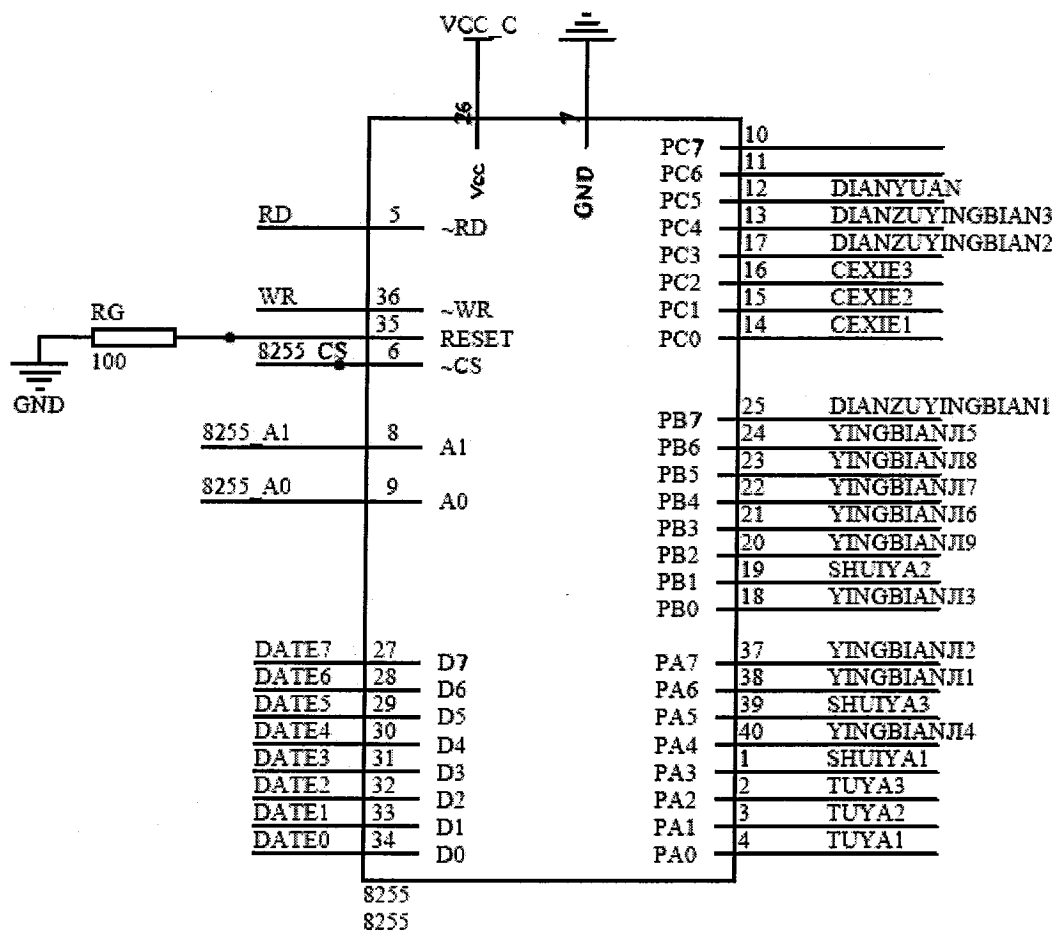 VCC_C
26
7
Vcc
GND
PC7 10
PC6 11
PC5 12 DIANYUAN
PC4 13 DIANZUYINGBIAN3
PC3 17 DIANZUYINGBIAN2
PC2 16 CEXIE3
PC1 15 CEXIE2
PC0 14 CEXIE1
RD 5 ~RD
WR 36 ~WR
RG
100
GND
35 RESET
8255_CS 6 ~CS
8255_A1 8 A1
8255_A0 9 A0
PB7 25 DIANZUYINGBIAN1
PB6 24 YINGBIANJI5
PB5 23 YINGBIANJI8
PB4 22 YINGBIANJI7
PB3 21 YINGBIANJI6
PB2 20 YINGBIANJI9
PB1 19 SHUIYA2
PB0 18 YINGBIANJI3
DATE7 27 D7
DATE6 28 D6
DATE5 29 D5
DATE4 30 D4
DATE3 31 D3
DATE2 32 D2
DATE1 33 D1
DATE0 34 D0
PA7 37 YINGBIANJI2
PA6 38 YINGBIANJI1
PA5 39 SHUIYA3
PA4 40 YINGBIANJI4
PA3 1 SHUIYA1
PA2 2 TUYA3
PA1 3 TUYA2
PA0 4 TUYA1
8255
8255